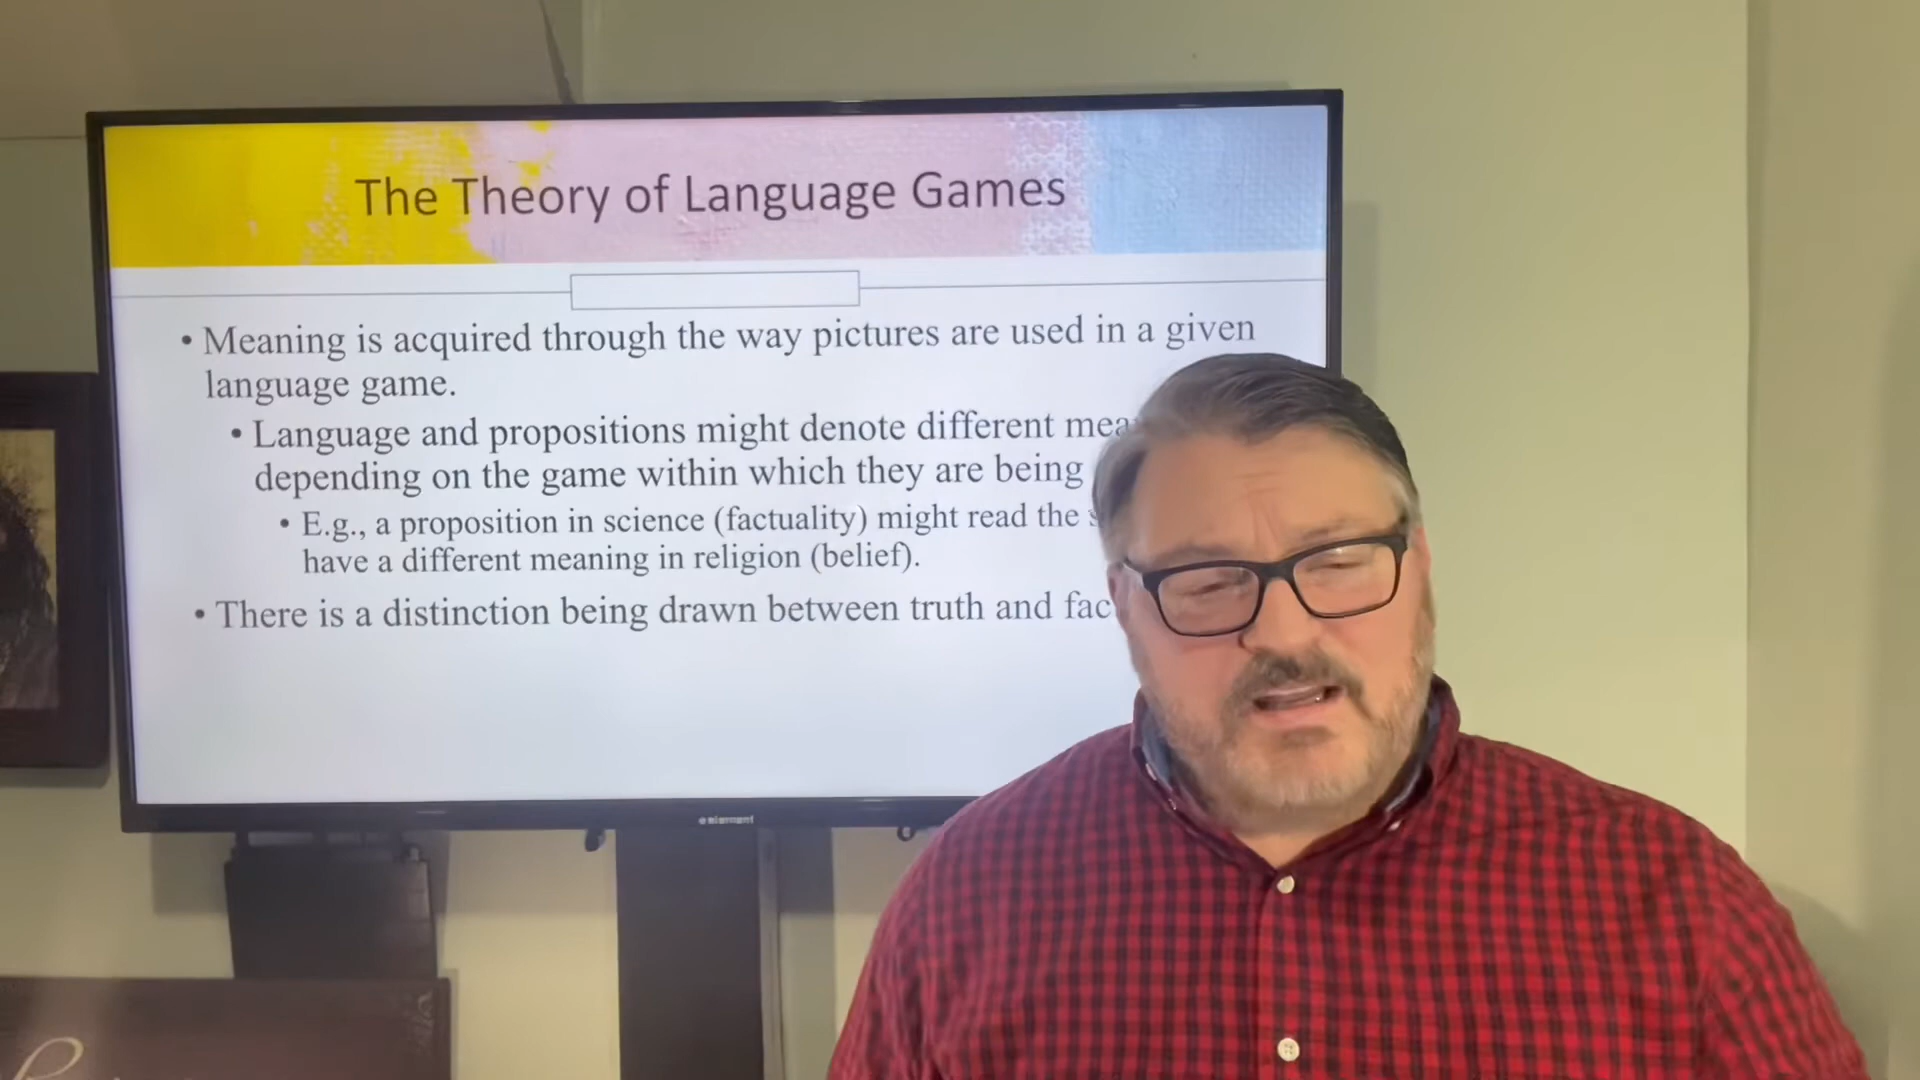 The Theory of Language Games
• Meaning is acquired through the way pictures are used in a given
language game.
• Language and propositions might denote different
depending on the game within which they are being
• E.g., a proposition in science (factuality) might read the
have a different meaning in religion (belief).
• There is a distinction being drawn between truth and
element